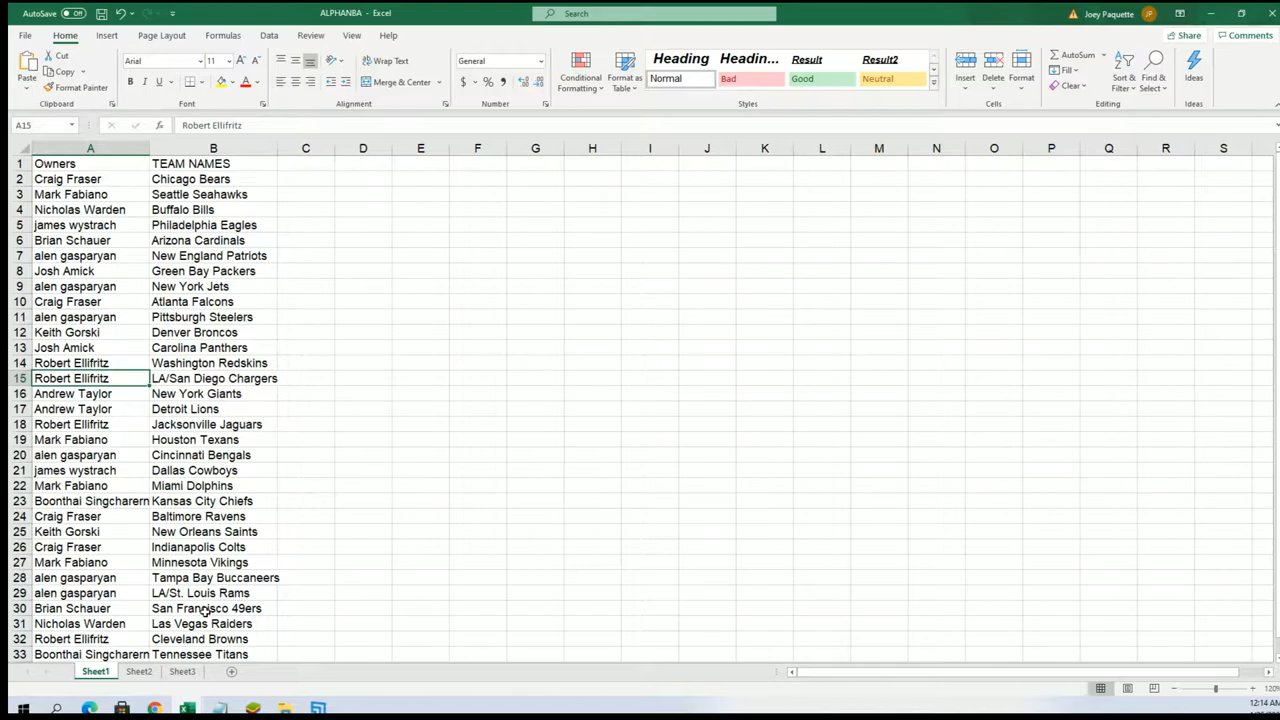 AutoSave Off ALPHANBA - Excel Search Joey Paquette JP
File Home Insert Page Layout Formulas Data Review View Help Share Comments
Cut Copy Format Painter Paste Clipboard
Arial 11 B I U Font
Wrap Text Merge & Center Alignment
General $ % Number
Conditional Formatting Format as Table
Heading Headin... Result Result2
Normal Bad Good Neutral
Styles
Insert Delete Format Cells
AutoSum Fill Clear Sort & Filter Find & Select Editing
Ideas Ideas
A15 fx Robert Ellifritz
A B C D E F G H I J K L M N O P Q R S
1 Owners TEAM NAMES
2 Craig Fraser Chicago Bears
3 Mark Fabiano Seattle Seahawks
4 Nicholas Warden Buffalo Bills
5 james wystrach Philadelphia Eagles
6 Brian Schauer Arizona Cardinals
7 alen gasparyan New England Patriots
8 Josh Amick Green Bay Packers
9 alen gasparyan New York Jets
10 Craig Fraser Atlanta Falcons
11 alen gasparyan Pittsburgh Steelers
12 Keith Gorski Denver Broncos
13 Josh Amick Carolina Panthers
14 Robert Ellifritz Washington Redskins
15 Robert Ellifritz LA/San Diego Chargers
16 Andrew Taylor New York Giants
17 Andrew Taylor Detroit Lions
18 Robert Ellifritz Jacksonville Jaguars
19 Mark Fabiano Houston Texans
20 alen gasparyan Cincinnati Bengals
21 james wystrach Dallas Cowboys
22 Mark Fabiano Miami Dolphins
23 Boonthai Singcharern Kansas City Chiefs
24 Craig Fraser Baltimore Ravens
25 Keith Gorski New Orleans Saints
26 Craig Fraser Indianapolis Colts
27 Mark Fabiano Minnesota Vikings
28 alen gasparyan Tampa Bay Buccaneers
29 alen gasparyan LA/St. Louis Rams
30 Brian Schauer San Francisco 49ers
31 Nicholas Warden Las Vegas Raiders
32 Robert Ellifritz Cleveland Browns
33 Boonthai Singcharern Tennessee Titans
Sheet1 Sheet2 Sheet3
120%
12:14 AM